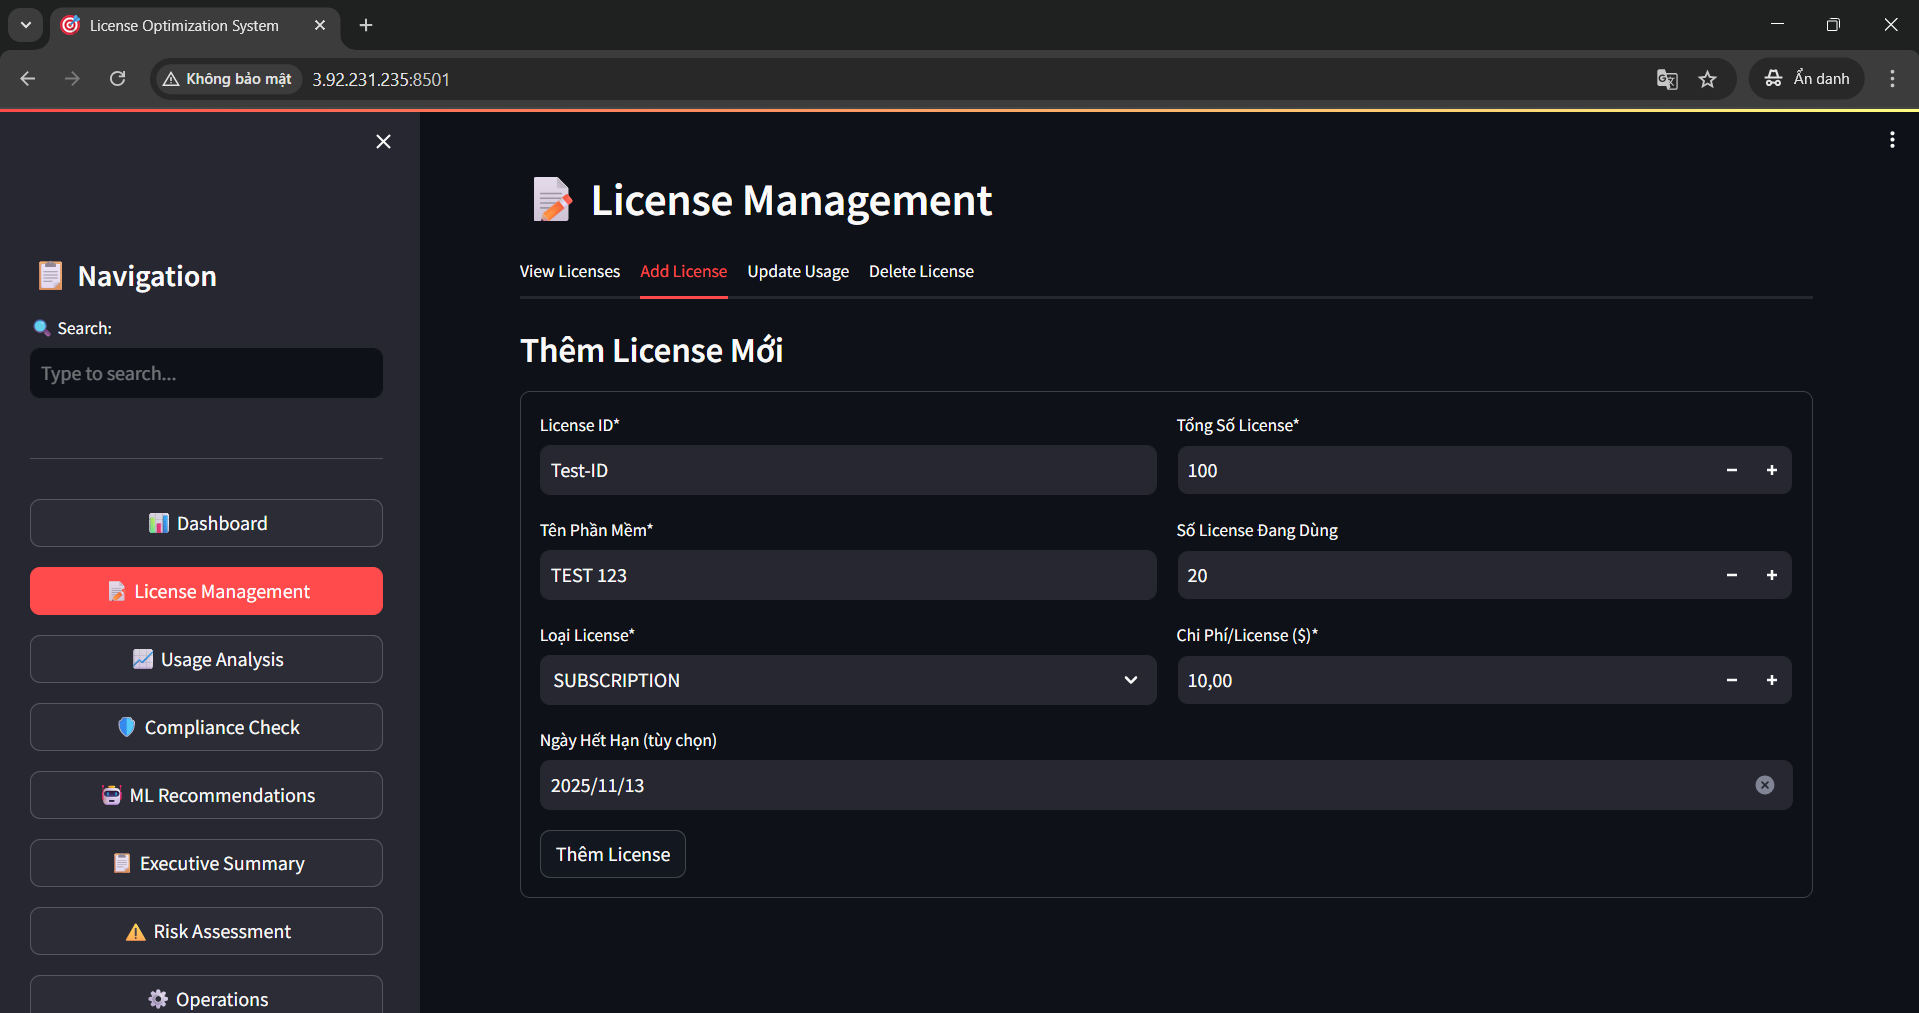 License Optimization System
Không bảo mật
3.92.231.235:8501
Ẩn danh
Navigation
Search:
Type to search...
Dashboard
License Management
Usage Analysis
Compliance Check
ML Recommendations
Executive Summary
Risk Assessment
Operations
License Management
View Licenses
Add License
Update Usage
Delete License
Thêm License Mới
License ID*
Test-ID
Tổng Số License*
100
Tên Phần Mềm*
TEST 123
Số License Đang Dùng
20
Loại License*
SUBSCRIPTION
Chi Phí/License ($)*
10,00
Ngày Hết Hạn (tùy chọn)
2025/11/13
Thêm License